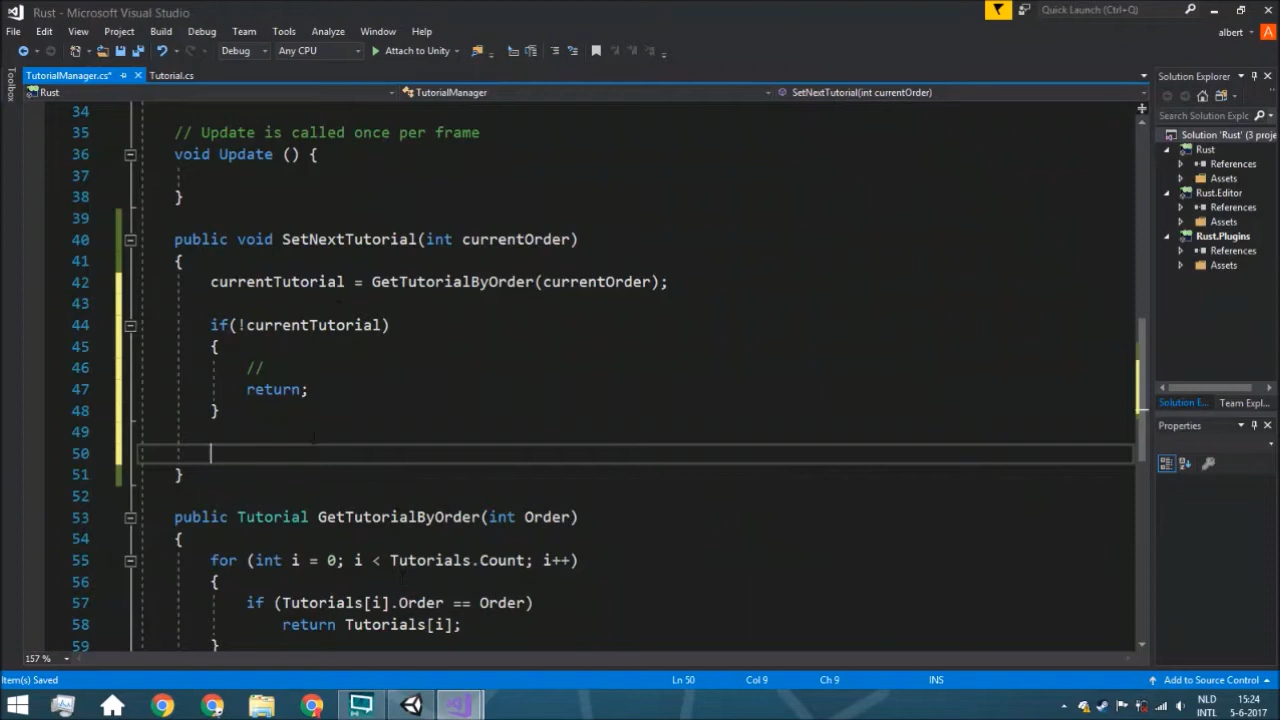 Rust - Microsoft Visual Studio
Quick Launch (Ctrl+Q)
File Edit View Project Build Debug Team Tools Analyze Window Help
albert A
Debug Any CPU Attach to Unity
Toolbox
TutorialManager.cs* Tutorial.cs
Rust TutorialManager SetNextTutorial(int currentOrder)
34
35 // Update is called once per frame
36 void Update () {
37
38 }
39
40 public void SetNextTutorial(int currentOrder)
41 {
42 currentTutorial = GetTutorialByOrder(currentOrder);
43
44 if(!currentTutorial)
45 {
46 //
47 return;
48 }
49
50
51 }
52
53 public Tutorial GetTutorialByOrder(int Order)
54 {
55 for (int i = 0; i < Tutorials.Count; i++)
56 {
57 if (Tutorials[i].Order == Order)
58 return Tutorials[i];
59 }
157 %
Solution Explorer
Search Solution Explo
Solution 'Rust' (3 proje
Rust
References
Assets
Rust.Editor
References
Assets
Rust.Plugins
References
Assets
Solution E... Team Expl...
Properties
Item(s) Saved Ln 50 Col 9 Ch 9 INS Add to Source Control
NLD 15:24
INTL 5-6-2017